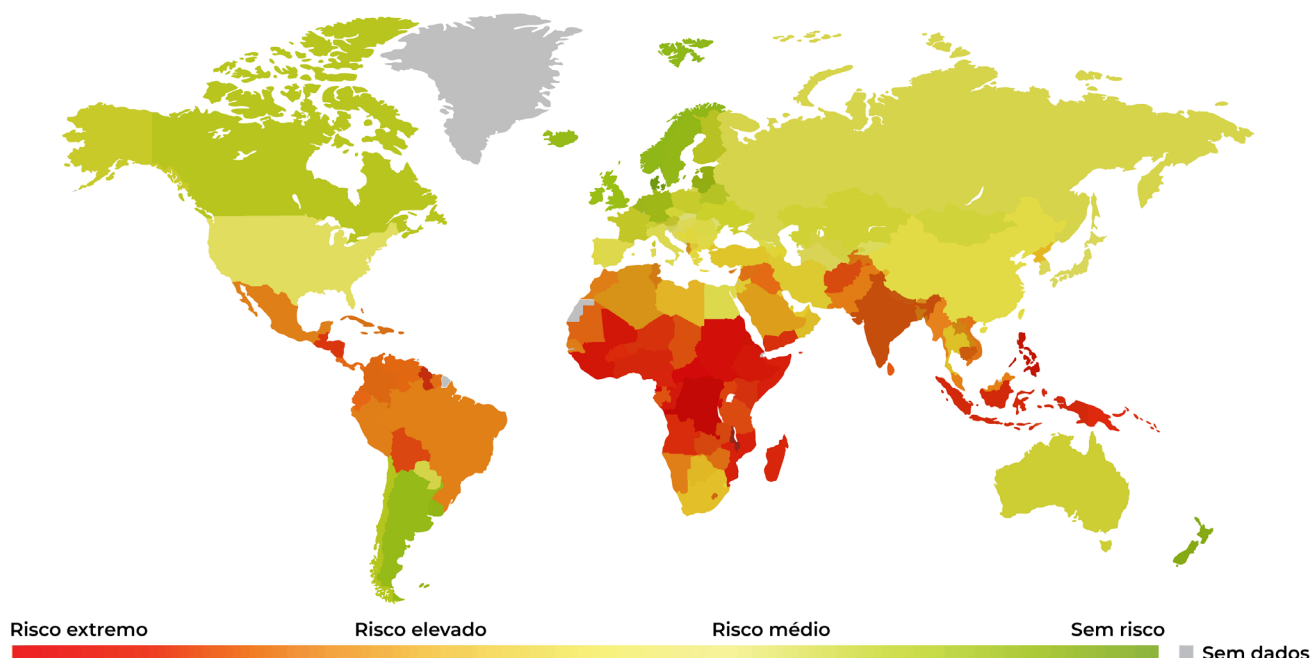 Risco extremo
Risco elevado
Risco médio
Sem risco
Sem dados